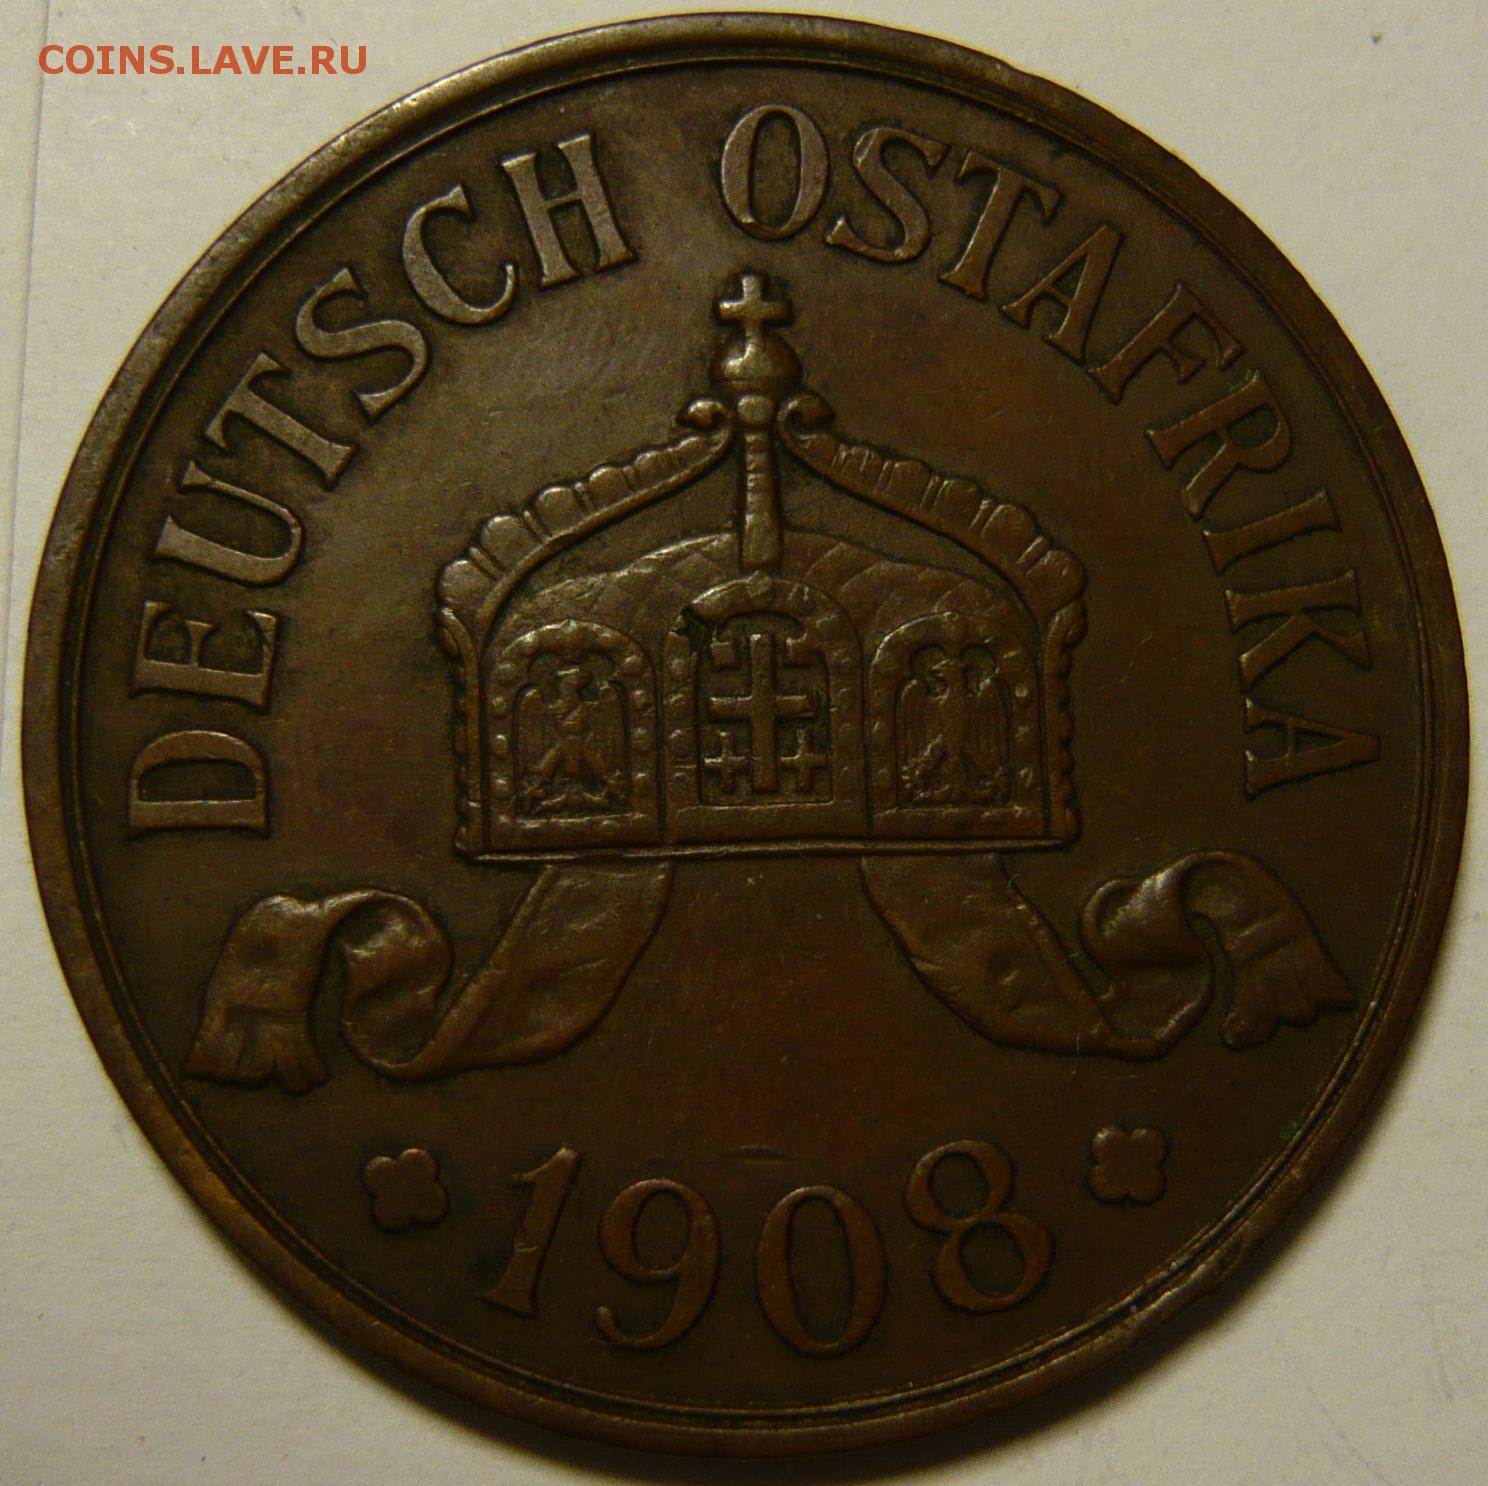 COINS.LAVE.RU
DEUTSCH OSTAFRIKA
1908